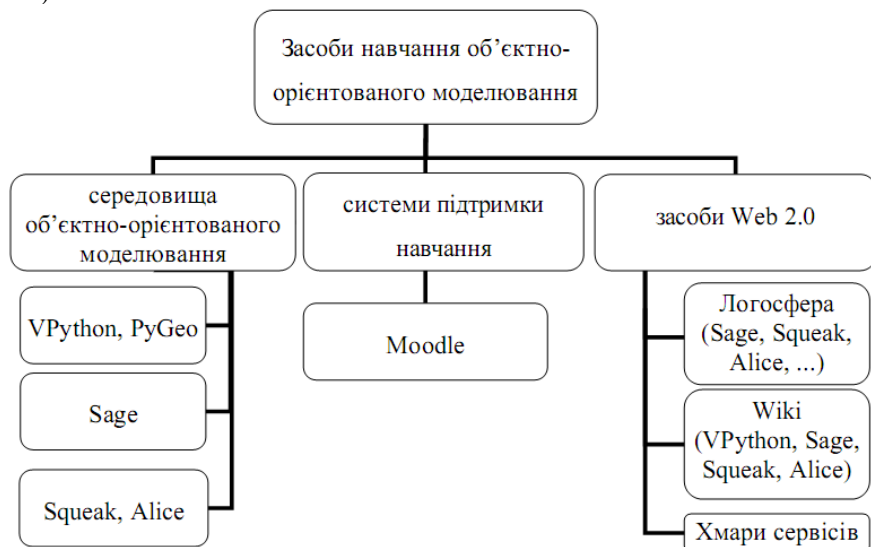 Засоби навчання об’єктно-
орієнтованого моделювання
середовища
об’єктно-орієнтованого
моделювання
системи підтримки
навчання
засоби Web 2.0
VPython, PyGeo
Sage
Squeak, Alice
Moodle
Логосфера
(Sage, Squeak,
Alice, ...)
Wiki
(VPython, Sage,
Squeak, Alice)
Хмари сервісів